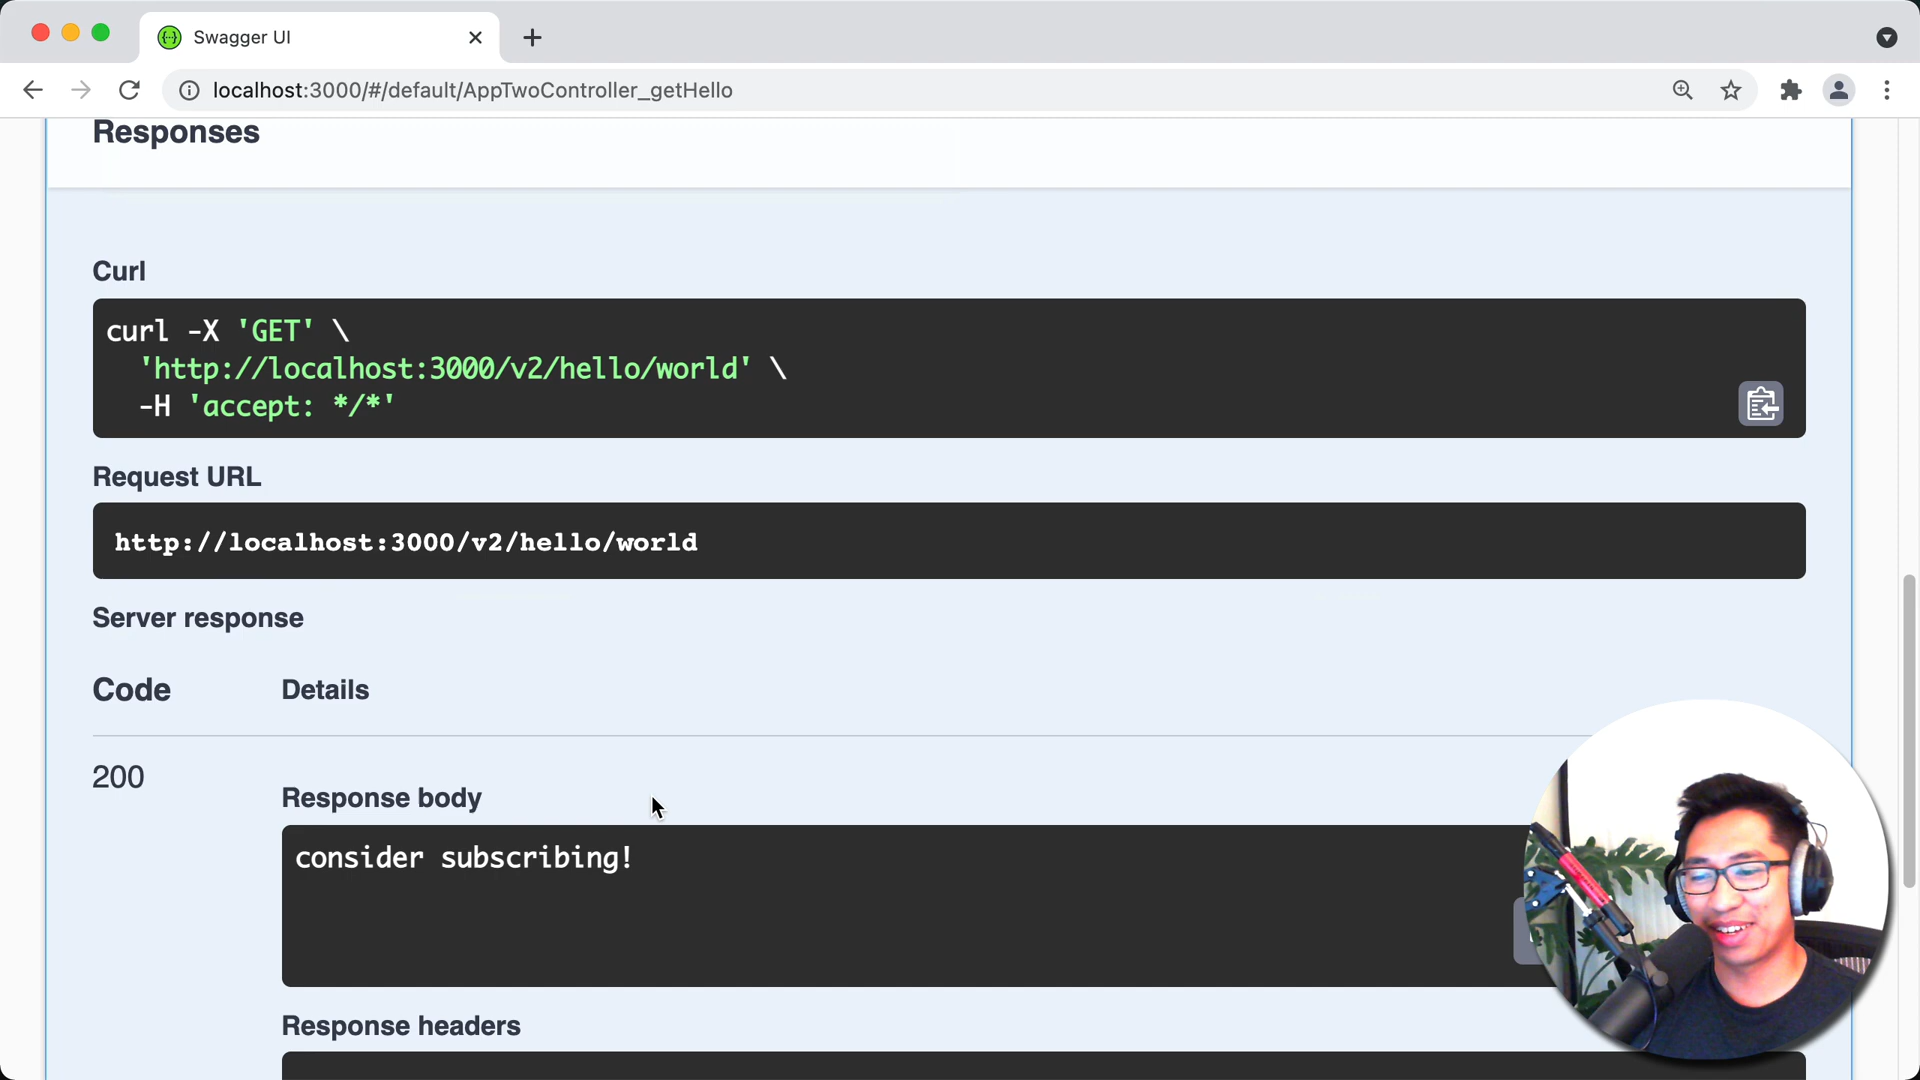 Swagger UI
localhost:3000/#/default/AppTwoController_getHello
Responses
Curl
curl -X 'GET' \
'http://localhost:3000/v2/hello/world' \
-H 'accept: */*'
Request URL
http://localhost:3000/v2/hello/world
Server response
Code Details
200
Response body
consider subscribing!
Response headers